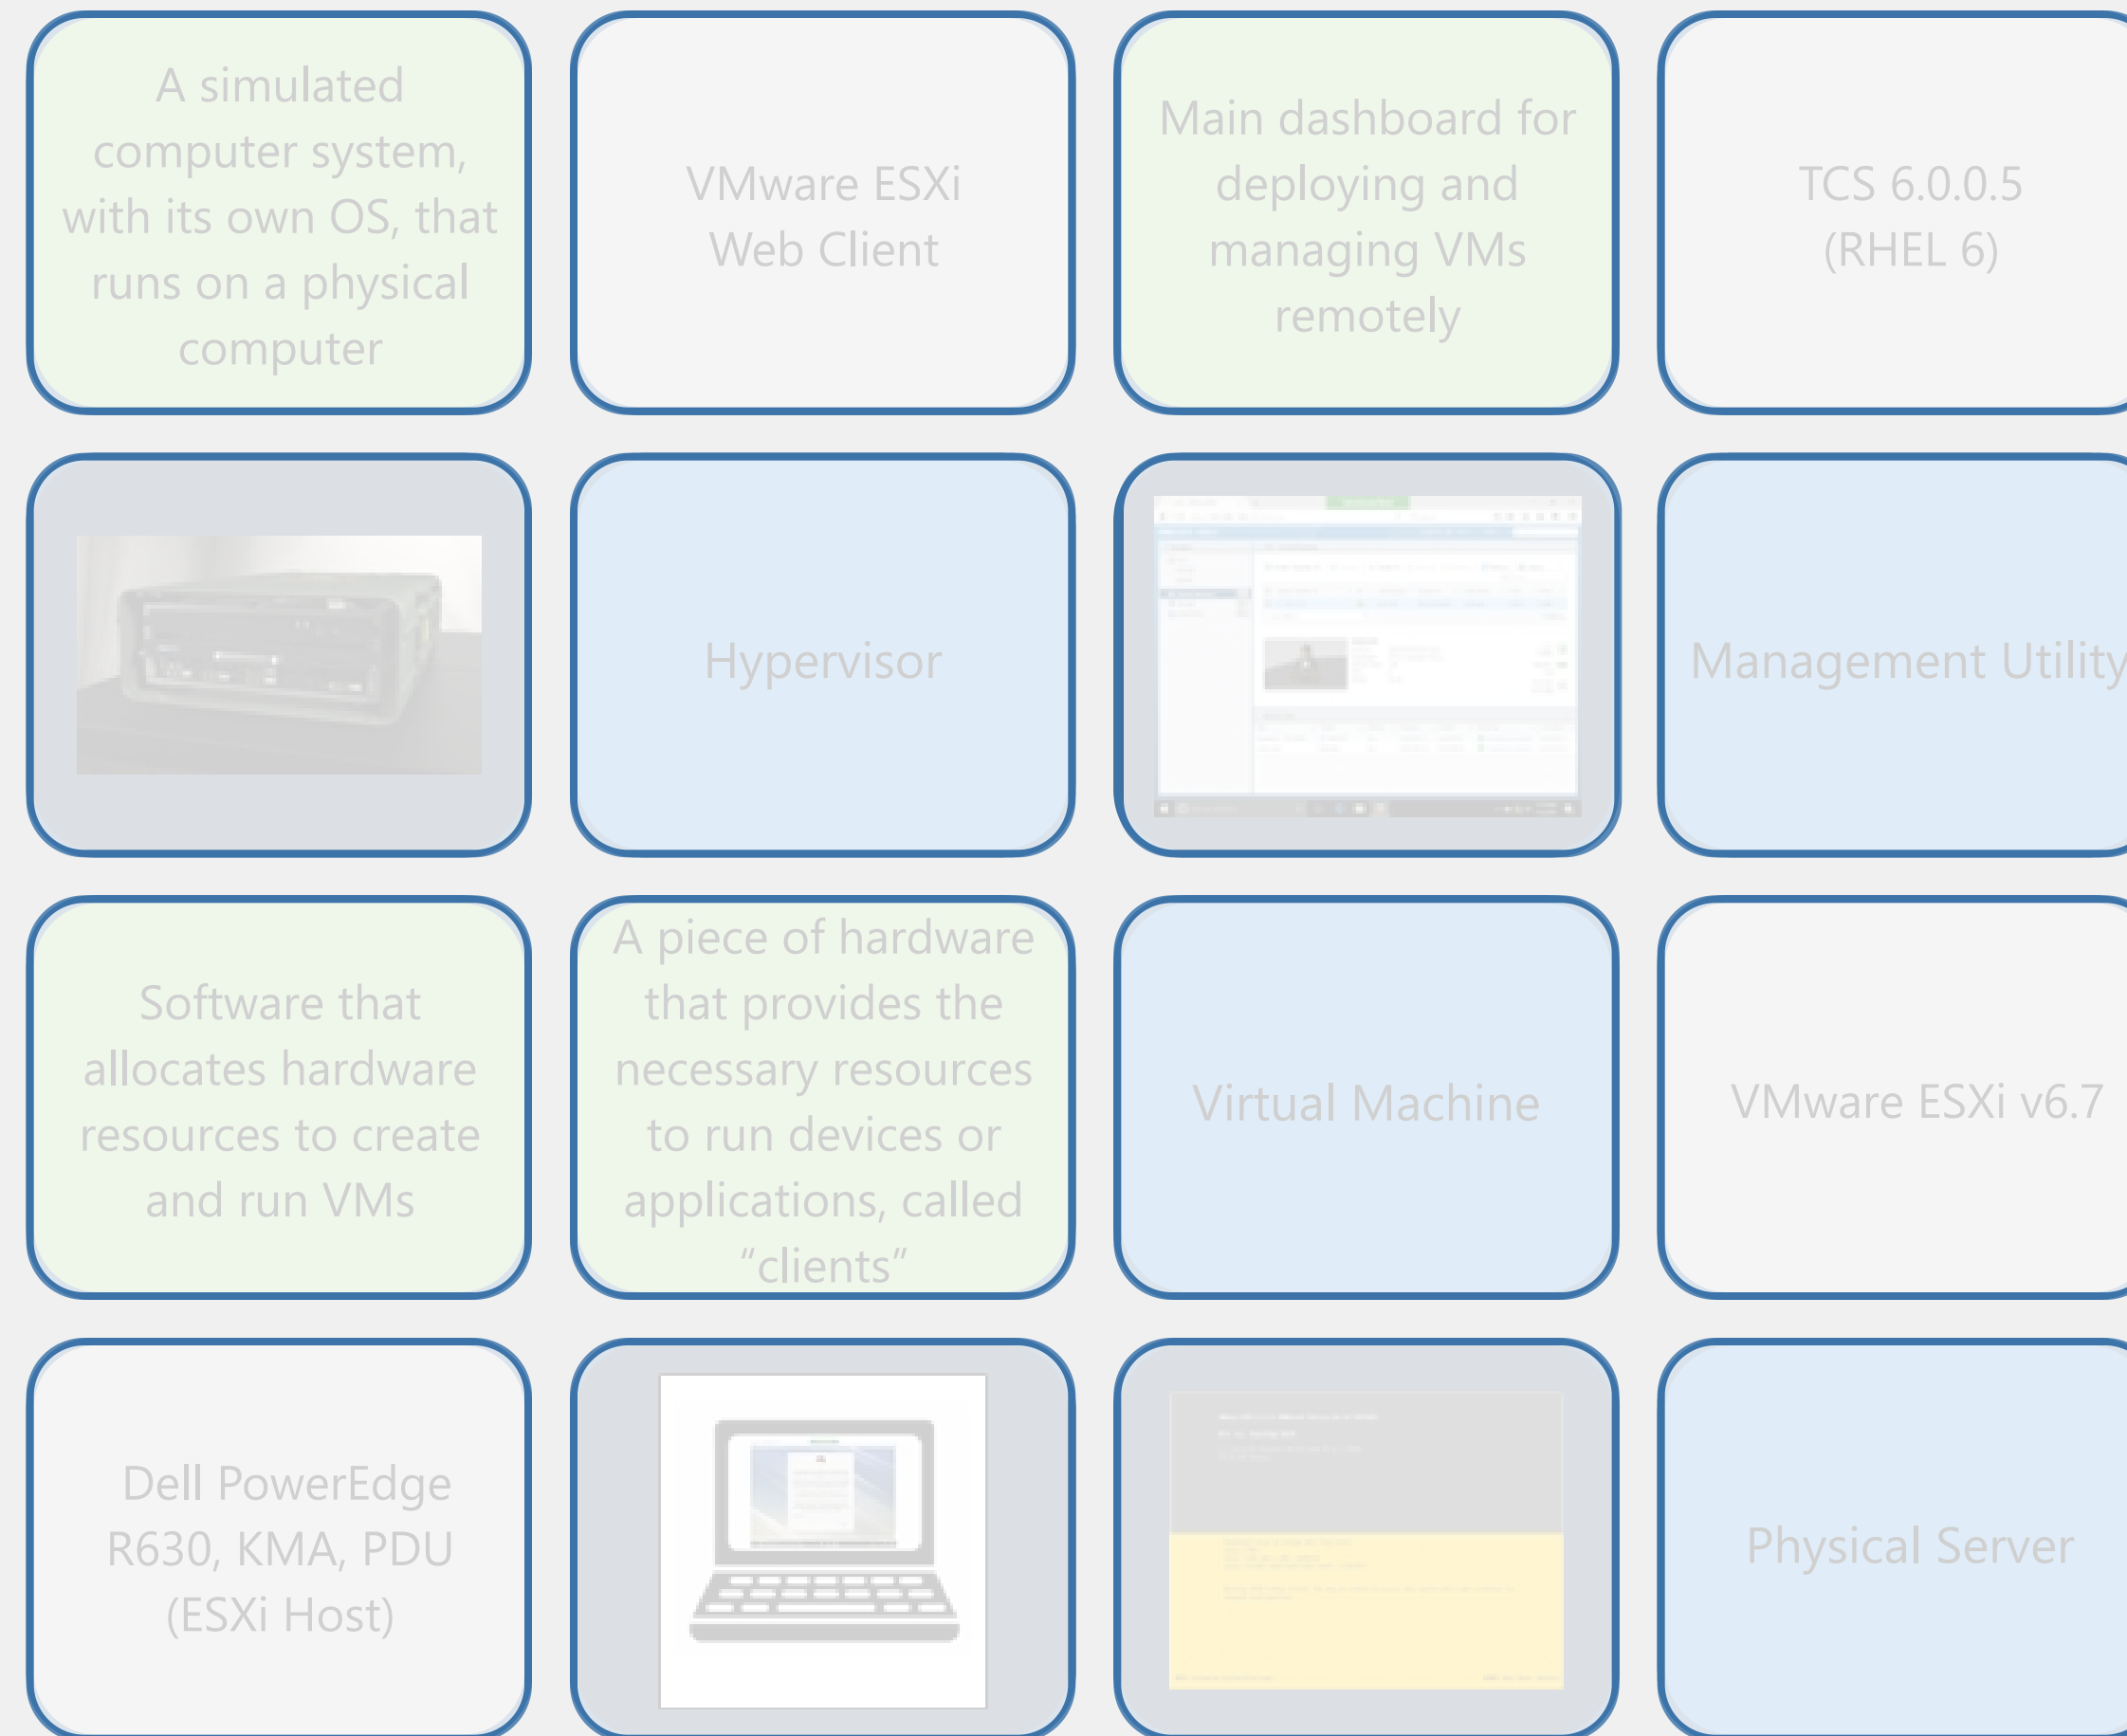 A simulated
computer system,
with its own OS, that
runs on a physical
computer
VMware ESXi
Web Client
Main dashboard for
deploying and
managing VMs
remotely
TCS 6.0.0.5
(RHEL 6)
Hypervisor
Management Utility
Software that
allocates hardware
resources to create
and run VMs
A piece of hardware
that provides the
necessary resources
to run devices or
applications, called
“clients”
Virtual Machine
VMware ESXi v6.7
Dell PowerEdge
R630, KMA, PDU
(ESXi Host)
Physical Server